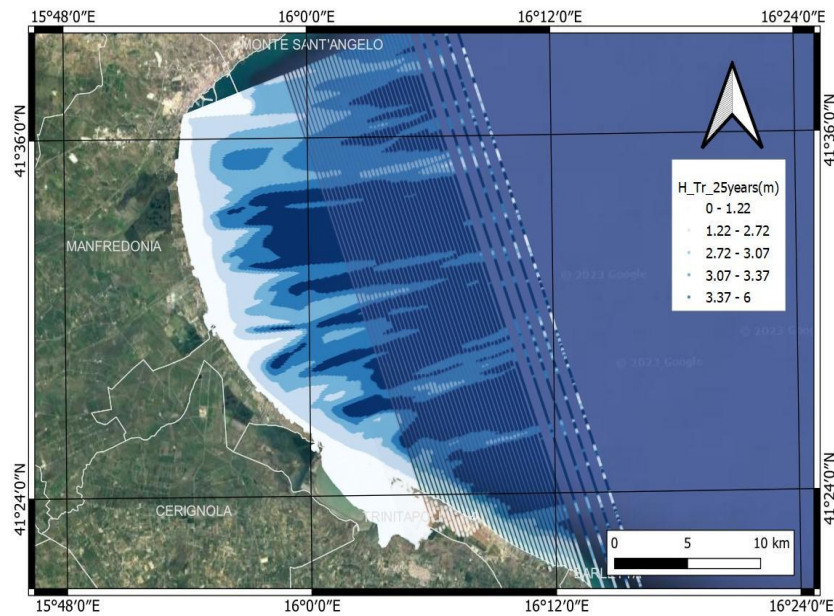 15°48′0″E 16°0′0″E 16°12′0″E 16°24′0″E
MONTE SANT'ANGELO
41°36′0″N 41°36′0″N
H_Tr_25years(m)
0 - 1.22
1.22 - 2.72
2.72 - 3.07
3.07 - 3.37
3.37 - 6
MANFREDONIA
© 2023 Google
© 2023 Google
© 2023 Google
41°24′0″N 41°24′0″N
CERIGNOLA
0 5 10 km
15°48′0″E 16°0′0″E 16°12′0″E 16°24′0″E